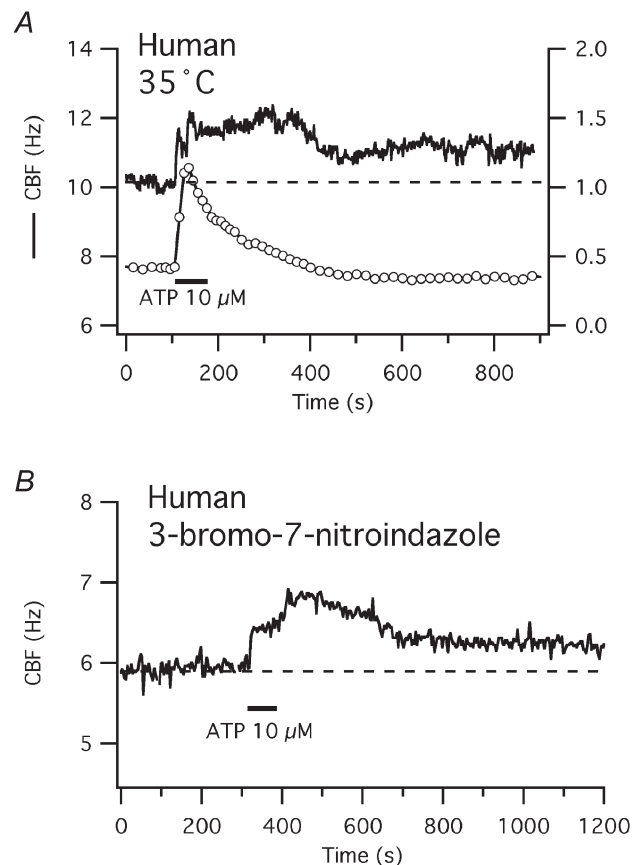 A
Human
35˚C
14
12
10
8
6
CBF (Hz)
2.0
1.5
1.0
0.5
0.0
ATP 10 µM
0 200 400 600 800
Time (s)
B
Human
3-bromo-7-nitroindazole
8
7
6
5
CBF (Hz)
ATP 10 µM
0 200 400 600 800 1000 1200
Time (s)